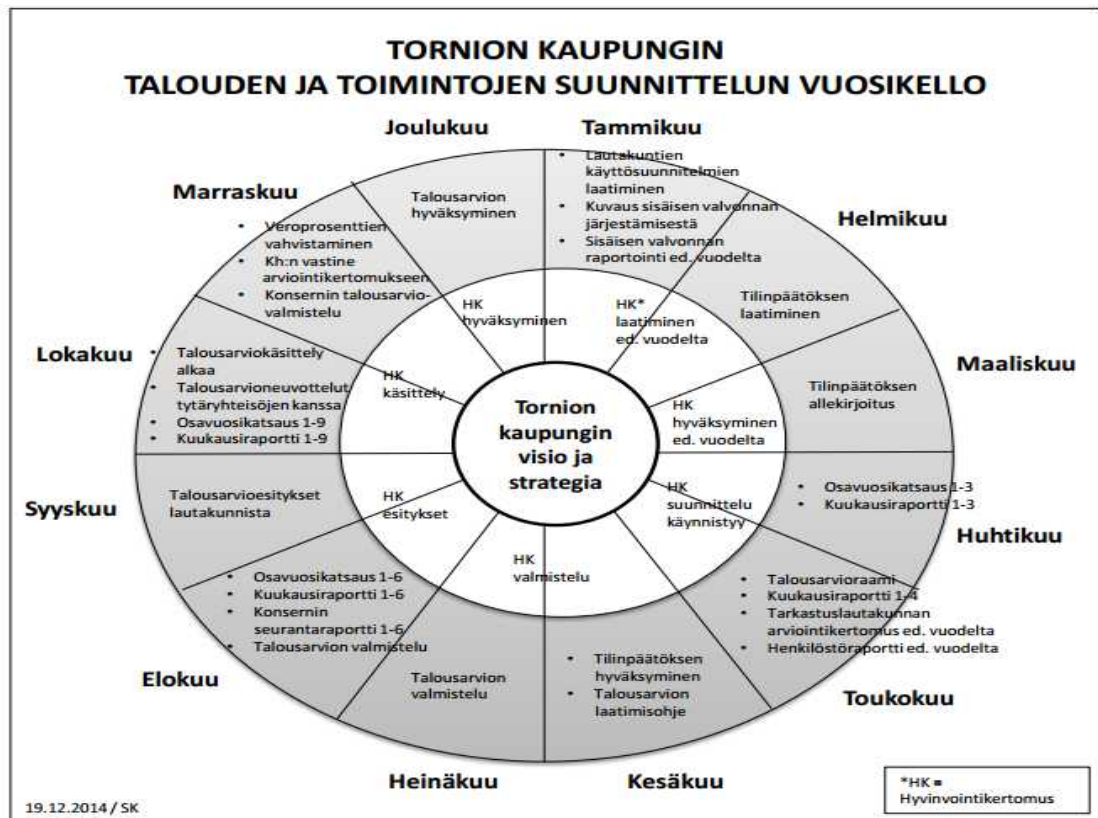 TORNION KAUPUNGIN
TALOUDEN JA TOIMINTOJEN SUUNNITTELUN VUOSIKELLO
Tammikuu
• Lautakuntien
käyttösuunnitelmien
laatiminen
• Kuvaus sisäisen valvonnan
järjestämisestä
• Sisäisen valvonnan
raportointi ed. vuodelta
Helmikuu
Tilinpäätöksen
laatiminen
Maaliskuu
Tilinpäätöksen
allekirjoitus
Huhtikuu
• Osavuosikatsaus 1-3
• Kuukausiraportti 1-3
Toukokuu
• Talousarvioraami
• Kuukausiraportti 1-4
• Tarkastuslautakunnan
arviointikertomus ed. vuodelta
• Henkilöstöraportti ed. vuodelta
Kesäkuu
• Tilinpäätöksen
hyväksyminen
• Talousarvion
laatimisohje
Heinäkuu
Talousarvion
valmistelu
Elokuu
• Osavuosikatsaus 1-6
• Kuukausiraportti 1-6
• Konsernin
seurantaraportti 1-6
• Talousarvion valmistelu
Syyskuu
Talousarvioesitykset
lautakunnista
Lokakuu
• Talousarviokäsittely
alkaa
• Talousarvioneuvottelut
tytäryhteisöjen kanssa
• Osavuosikatsaus 1-9
• Kuukausiraportti 1-9
Marraskuu
• Veroprosenttien
vahvistaminen
• Kh:n vastine
arviointikertomukseen
• Konsernin talousarvio-
valmistelu
Joulukuu
Talousarvion
hyväksyminen
HK*
laatiminen
ed. vuodelta
HK
hyväksyminen
ed. vuodelta
HK
suunnittelu
käynnistyy
HK
valmistelu
HK
esitykset
HK
käsittely
HK
hyväksyminen
Tornion
kaupungin
visio ja
strategia
*HK =
Hyvinvointikertomus
19.12.2014 / SK